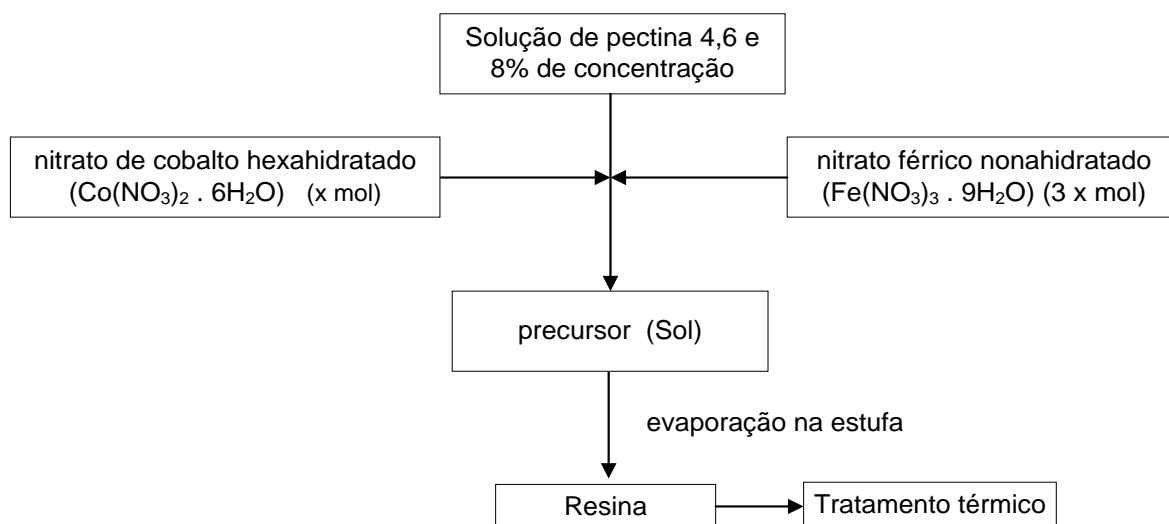 Solução de pectina 4,6 e
8% de concentração
nitrato de cobalto hexahidratado
(Co(NO₃)₂ . 6H₂O) (x mol)
nitrato férrico nonahidratado
(Fe(NO₃)₃ . 9H₂O) (3 x mol)
precursor (Sol)
evaporação na estufa
Resina
Tratamento térmico